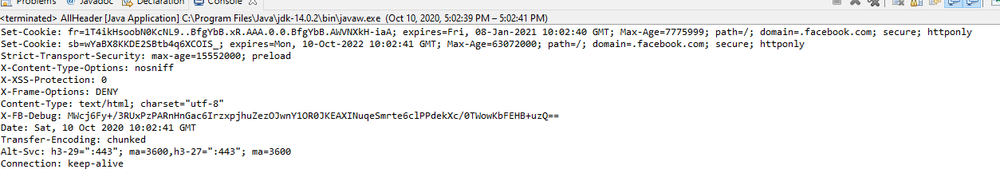 Problems @ Javadoc Declaration Console
<terminated> AllHeader [Java Application] C:\Program Files\Java\jdk-14.0.2\bin\javaw.exe (Oct 10, 2020, 5:02:39 PM – 5:02:41 PM)
Set-Cookie: fr=1T4ikHsoobN0KcNL9..BfgYbB.xR.AAA.0.0.BfgYbB.AWVNXkH-iaA; expires=Fri, 08-Jan-2021 10:02:40 GMT; Max-Age=7775999; path=/; domain=.facebook.com; secure; httponly
Set-Cookie: sb=wYaBX8KKDE2SBtb4q6XCOIS_; expires=Mon, 10-Oct-2022 10:02:41 GMT; Max-Age=63072000; path=/; domain=.facebook.com; secure; httponly
Strict-Transport-Security: max-age=15552000; preload
X-Content-Type-Options: nosniff
X-XSS-Protection: 0
X-Frame-Options: DENY
Content-Type: text/html; charset="utf-8"
X-FB-Debug: MWcj6Fy+/3RUxPzPARnHnGac6IrzxpjhuZezOJwnY1OR0JKEAXINuqeSmrte6clPPdekXc/0TWowKbFEHB+uzQ==
Date: Sat, 10 Oct 2020 10:02:41 GMT
Transfer-Encoding: chunked
Alt-Svc: h3-29=":443"; ma=3600,h3-27=":443"; ma=3600
Connection: keep-alive